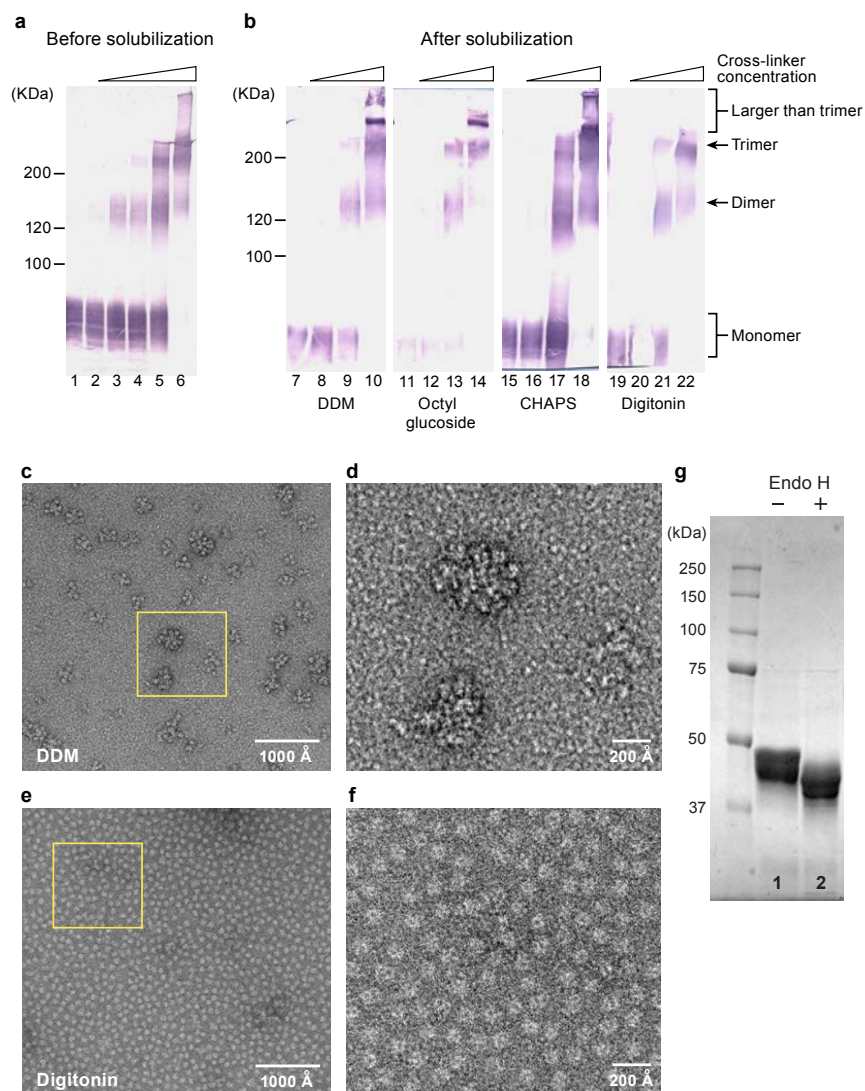 a
Before solubilization
(KDa)
200
120
100
1 2 3 4 5 6
b
After solubilization
Cross-linker
concentration
200
120
100
Larger than trimer
Trimer
Dimer
Monomer
7 8 9 10 11 12 13 14 15 16 17 18 19 20 21 22
DDM
Octyl
glucoside
CHAPS
Digitonin
c
DDM
1000 Å
d
200 Å
e
Digitonin
1000 Å
f
200 Å
g
Endo H
− +
(kDa)
250
150
100
75
50
37
1 2